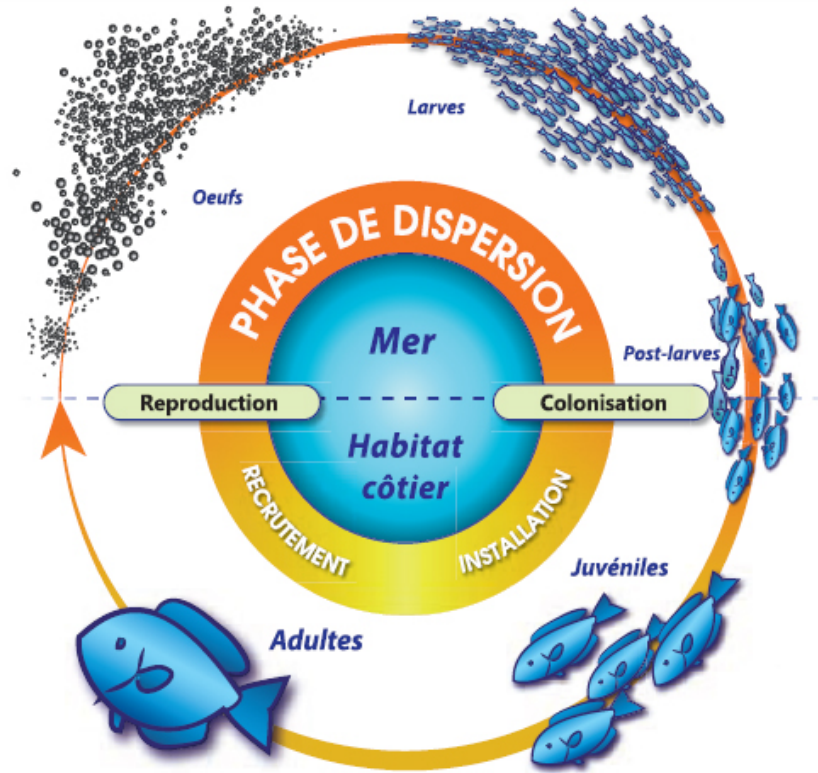 Larves
Oeufs
PHASE DE DISPERSION
Mer
Post-larves
Reproduction
Colonisation
Habitat
côtier
RECRUTEMENT
INSTALLATION
Juvéniles
Adultes